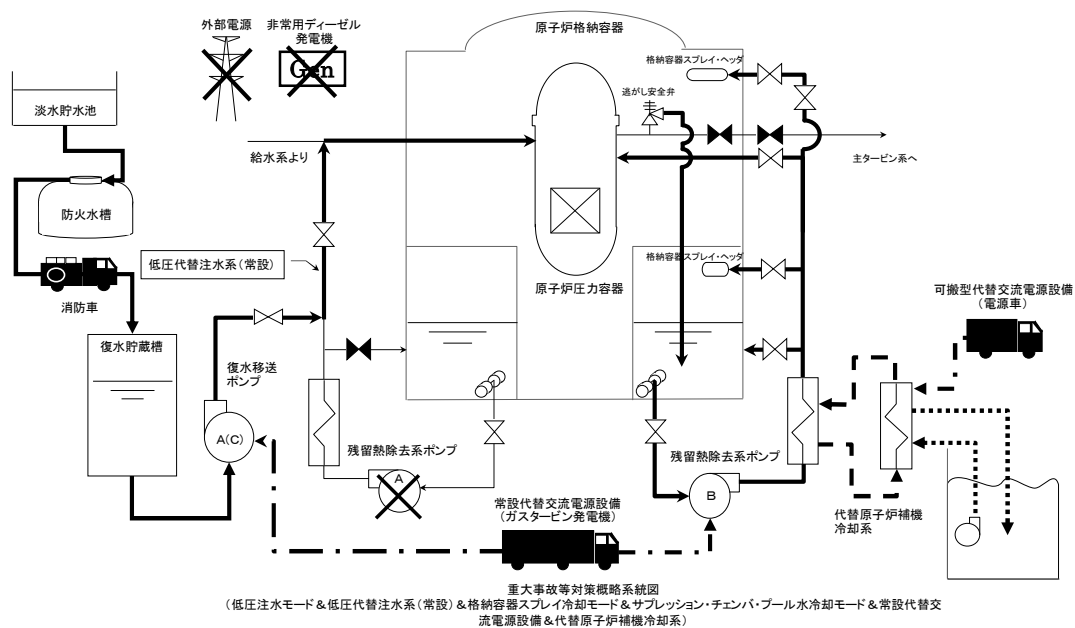 外部電源
非常用ディーゼル
発電機
Gen
原子炉格納容器
格納容器スプレイ・ヘッダ
逃がし安全弁
淡水貯水池
給水系より
主タービン系へ
防火水槽
低圧代替注水系(常設)
格納容器スプレイ・ヘッダ
消防車
原子炉圧力容器
可搬型代替交流電源設備
(電源車)
復水貯蔵槽
復水移送
ポンプ
A(C)
残留熱除去系ポンプ
A
残留熱除去系ポンプ
B
常設代替交流電源設備
(ガスタービン発電機)
代替原子炉補機
冷却系
重大事故等対策概略系統図
(低圧注水モード&低圧代替注水系(常設)&格納容器スプレイ冷却モード&サプレッション・チェンバ・プール水冷却モード&常設代替交
流電源設備&代替原子炉補機冷却系)